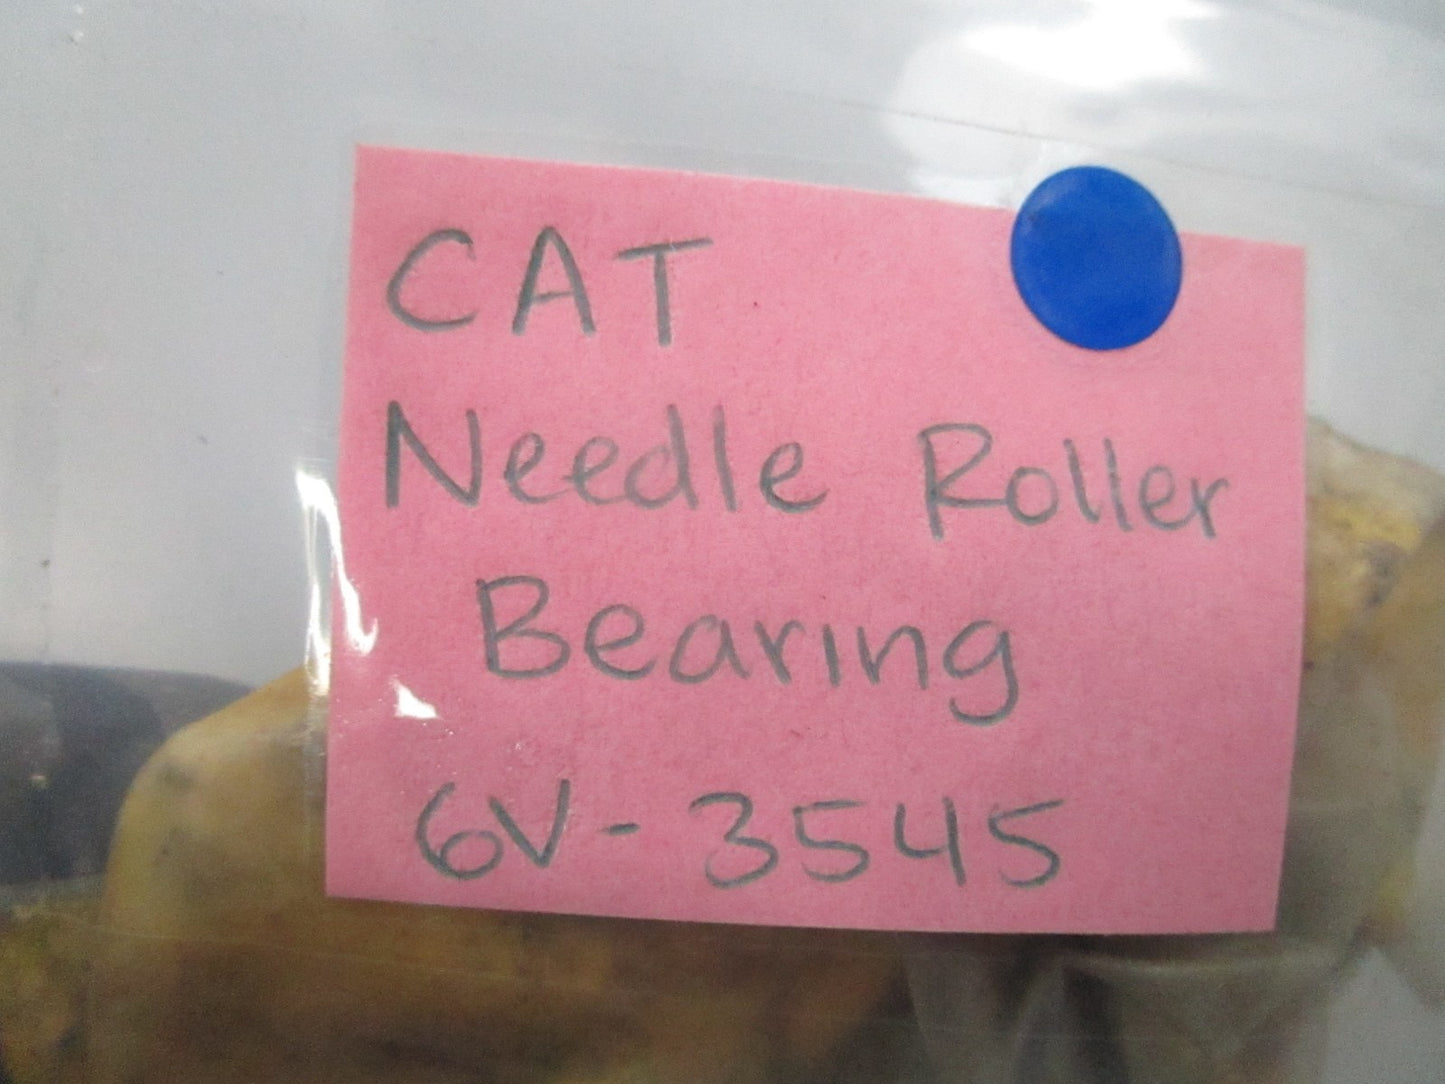 CAT
Needle Roller
Bearing
6V-3545